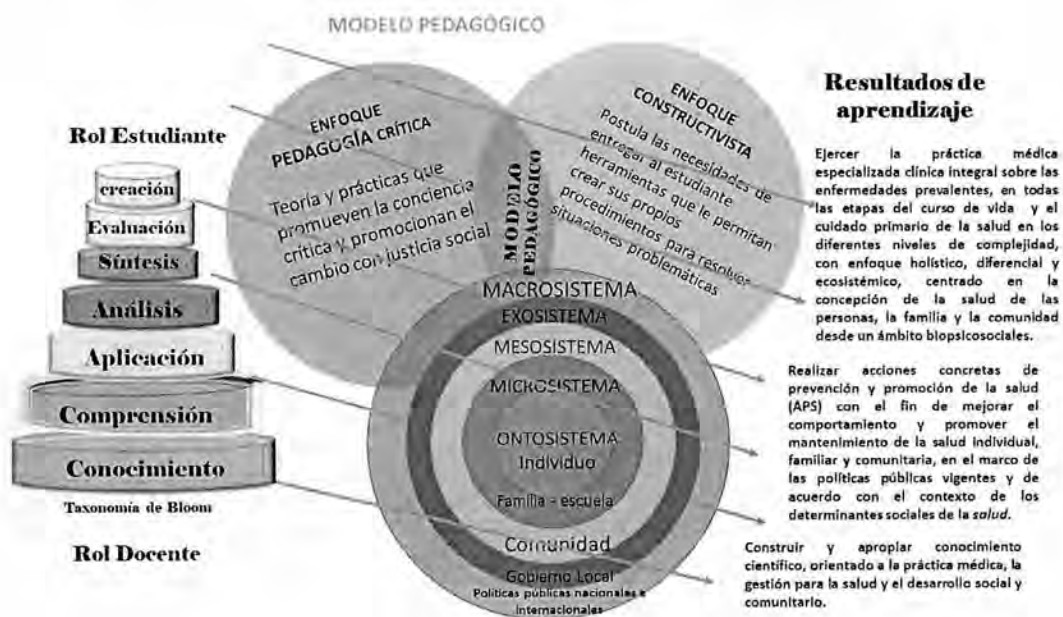 MODELO PEDAGÓGICO
Rol Estudiante
creación
Evaluación
Síntesis
Análisis
Aplicación
Comprensión
Conocimiento
Taxonomía de Bloom
Rol Docente
ENFOQUE
PEDAGOGÍA CRÍTICA
Teoría y prácticas que
promueven la conciencia
crítica y promocionan el
cambio con justicia social
MODELO
PEDAGÓGICO
ENFOQUE
CONSTRUCTIVISTA
Postula las necesidades de
entregar al estudiante
herramientas que le permitan
crear sus propios
procedimientos para resolver
situaciones problemáticas
MACROSISTEMA
EXOSISTEMA
MESOSISTEMA
MICROSISTEMA
ONTOSISTEMA
Individuo
Familia - escuela
Comunidad
Gobierno Local
Políticas públicas nacionales e
Internacionales
Resultados de
aprendizaje
Ejercer la práctica médica
especializada clínica integral sobre las
enfermedades prevalentes, en todas
las etapas del curso de vida y el
cuidado primario de la salud en los
diferentes niveles de complejidad,
con enfoque holístico, diferencial y
ecosistémico, centrado en la
concepción de la salud de las
personas, la familia y la comunidad
desde un ámbito biopsicosociales.
Realizar acciones concretas de
prevención y promoción de la salud
(APS) con el fin de mejorar el
comportamiento y promover el
mantenimiento de la salud individual,
familiar y comunitaria, en el marco de
las políticas públicas vigentes y de
acuerdo con el contexto de los
determinantes sociales de la salud.
Construir y apropiar conocimiento
científico, orientado a la práctica médica, la
gestión para la salud y el desarrollo social y
comunitario.